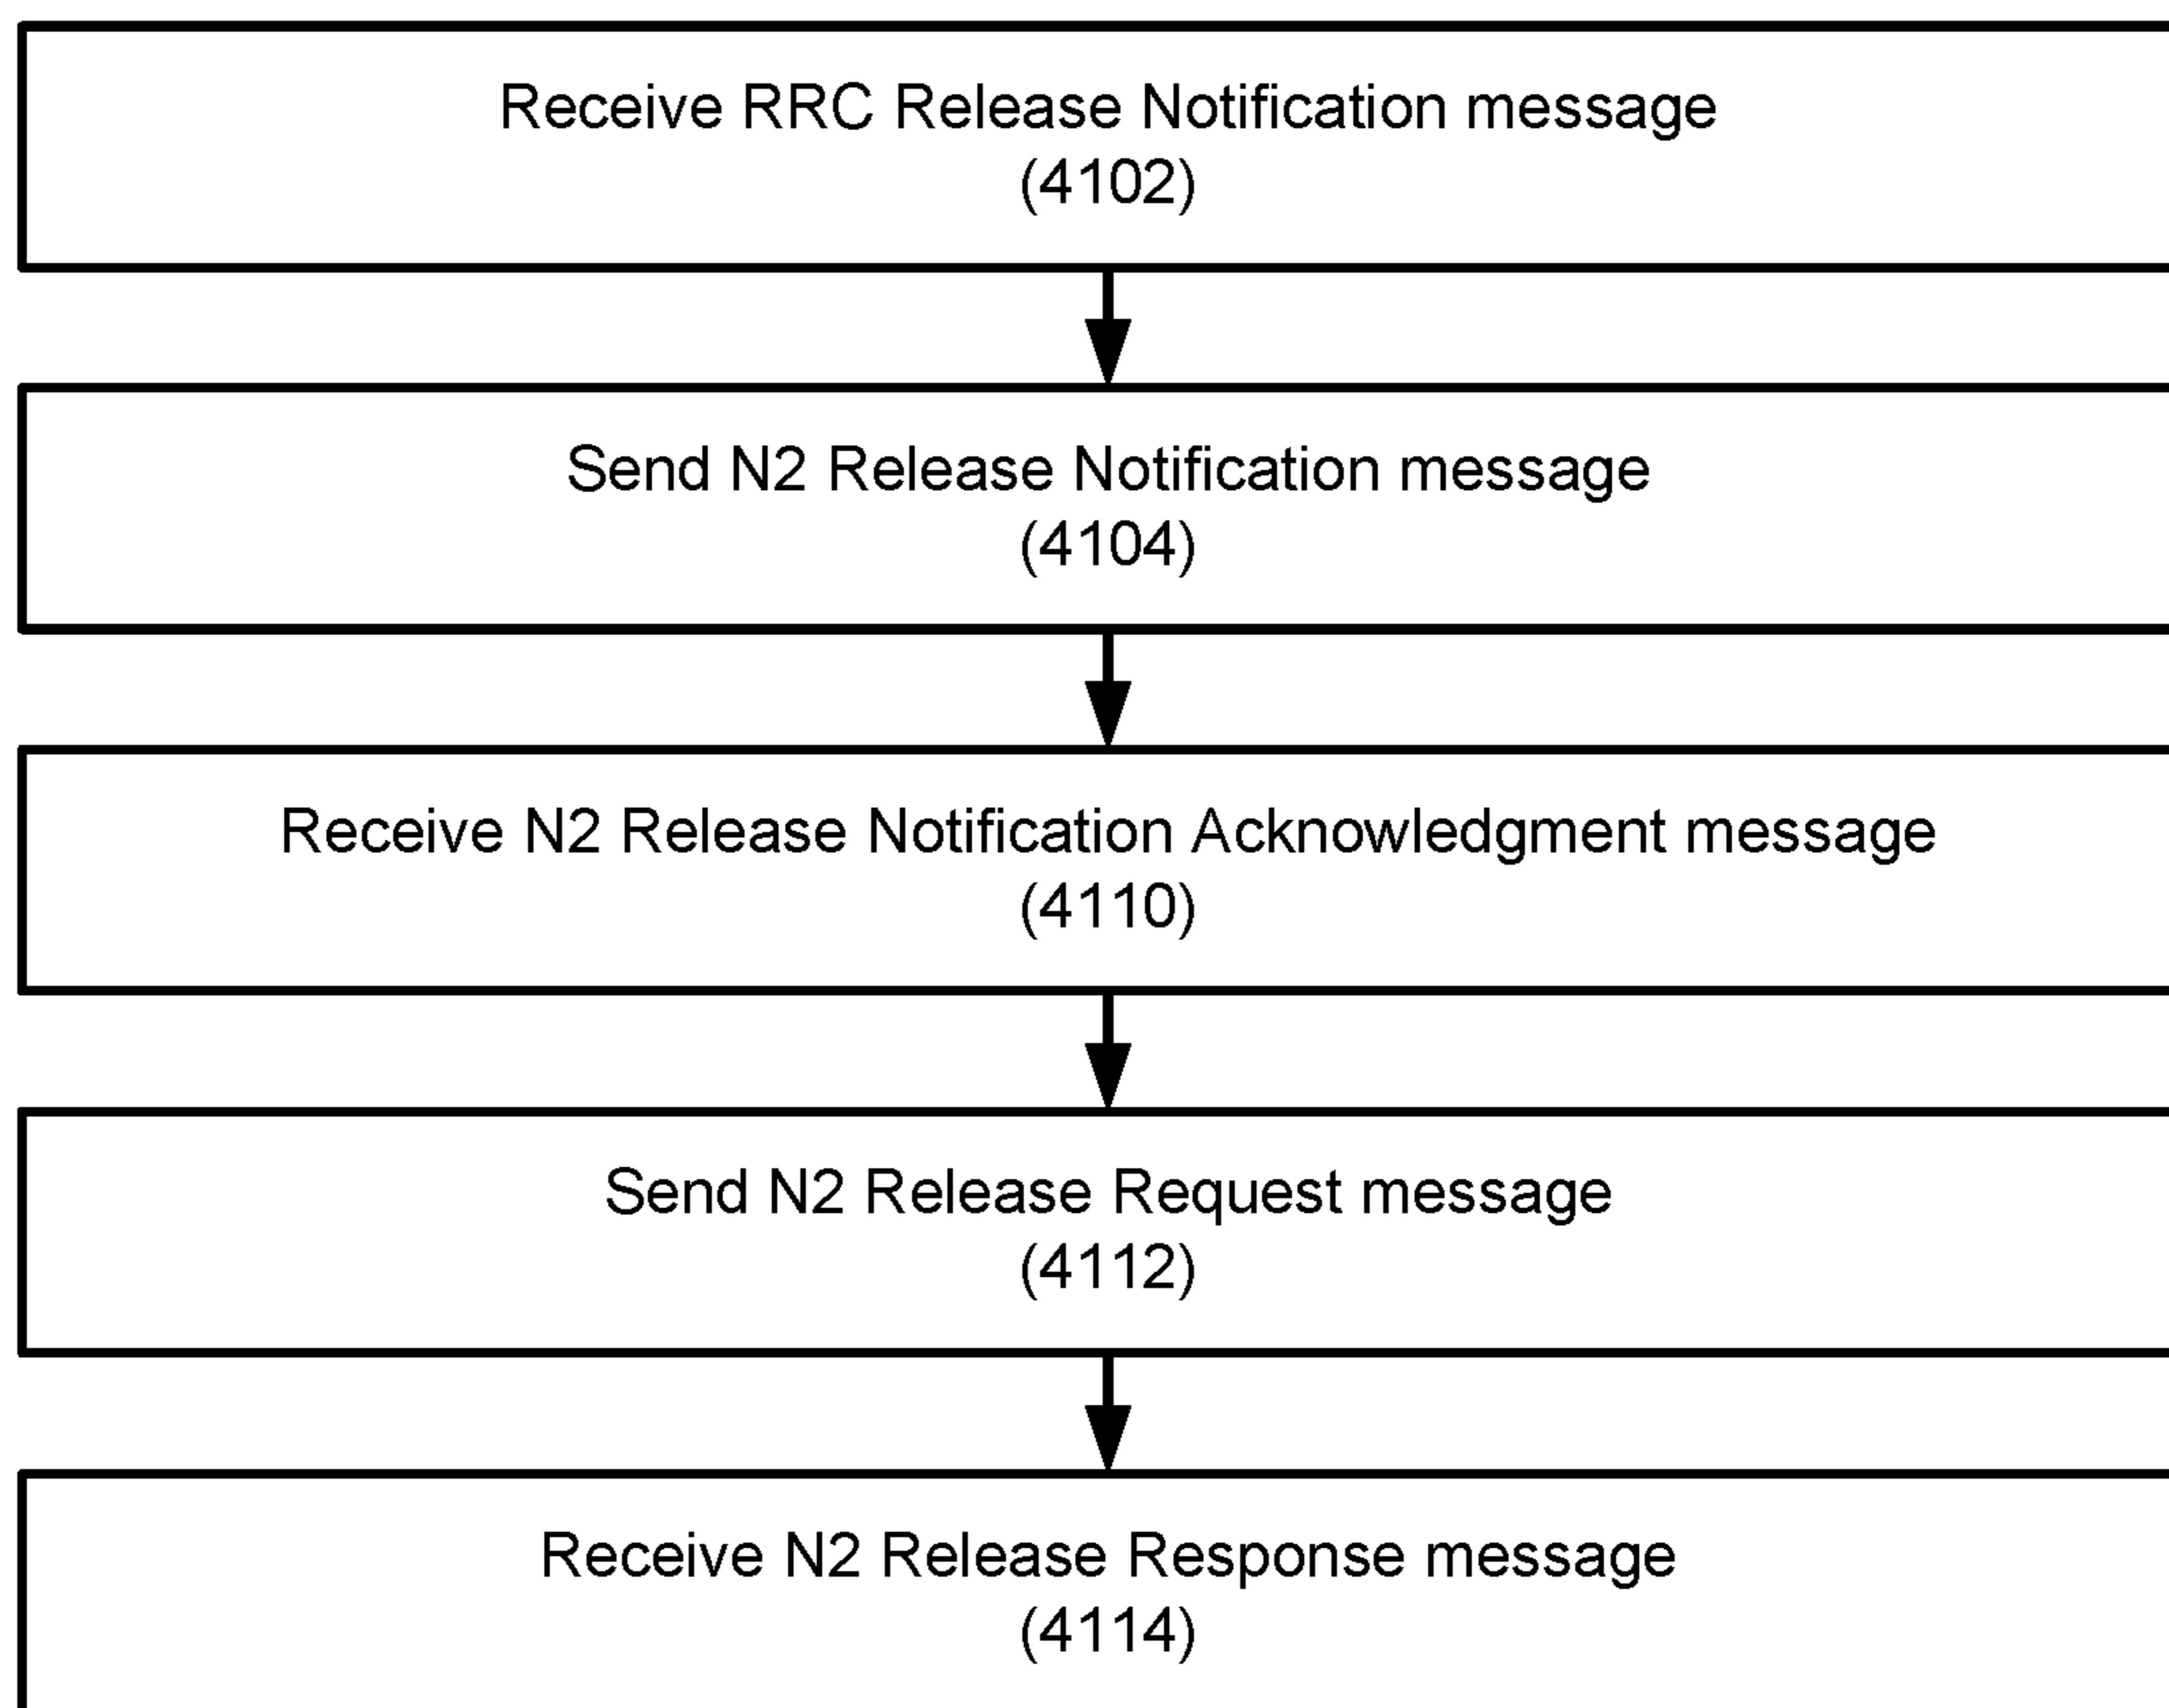 Receive RRC Release Notification message
(4102)
Send N2 Release Notification message
(4104)
Receive N2 Release Notification Acknowledgment message
(4110)
Send N2 Release Request message
(4112)
Receive N2 Release Response message
(4114)